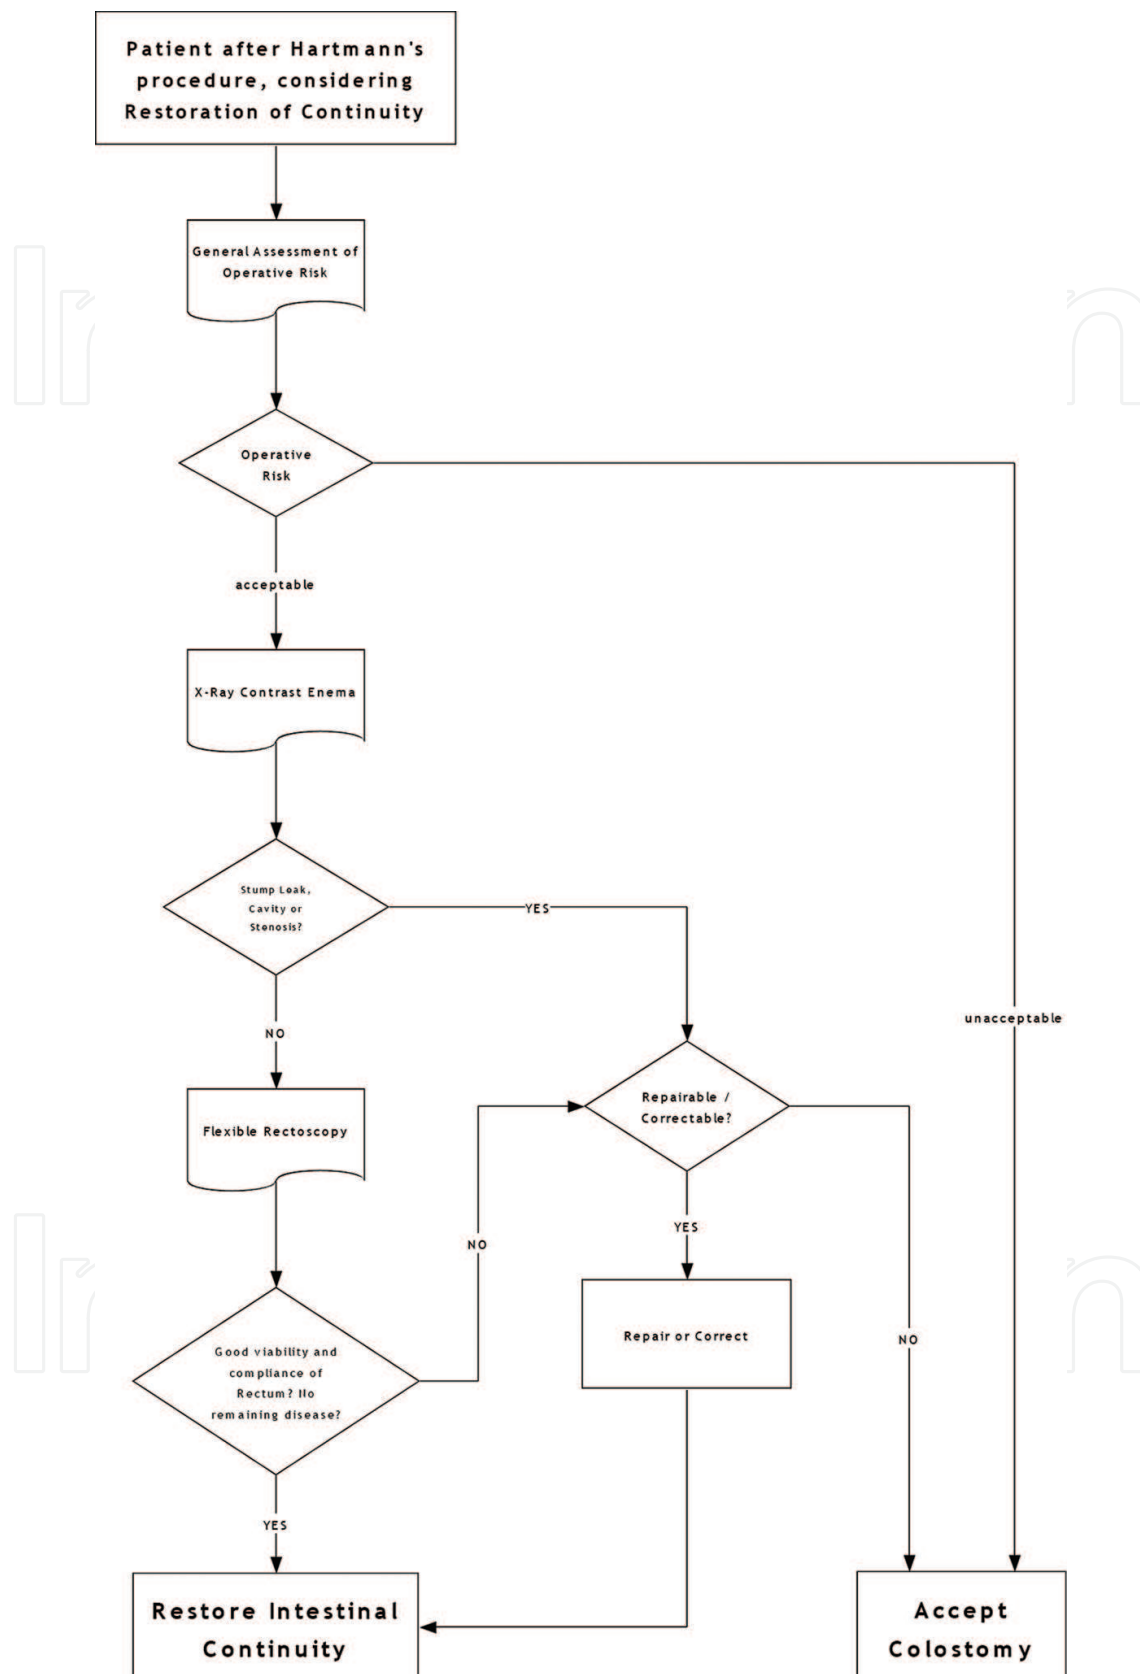 Patient after Hartmann's
procedure, considering
Restoration of Continuity
General Assessment of
Operative Risk
Operative
Risk
acceptable
X-Ray Contrast Enema
Stump Leak,
Cavity or
Stenosis?
YES
NO
unacceptable
Repairable /
Correctable?
Flexible Rectoscopy
NO
YES
Repair or Correct
NO
Good viability and
compliance of
Rectum? No
remaining disease?
YES
Restore Intestinal
Continuity
Accept
Colostomy